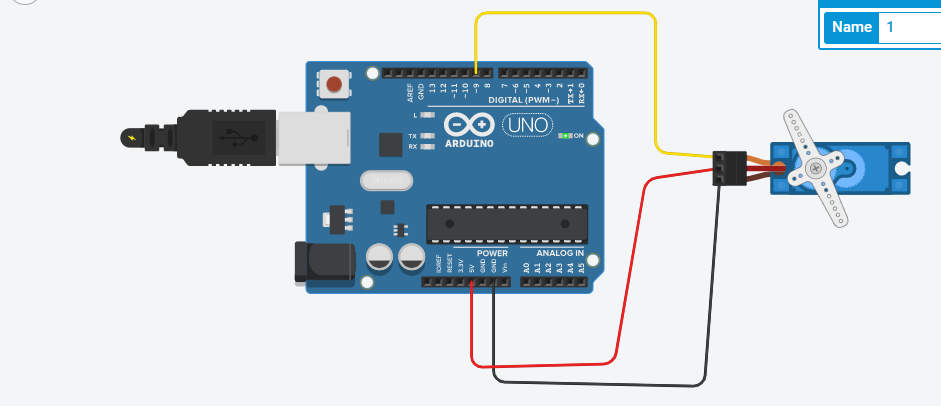 Name 1
AREF
GND
13
12
~11
~10
~9
8
7
~6
~5
4
~3
2
TX→1
RX←0
DIGITAL (PWM~)
L
TX
RX
UNO
ARDUINO
ON
POWER
ANALOG IN
IOREF
RESET
3.3V
5V
GND
GND
Vin
A0
A1
A2
A3
A4
A5